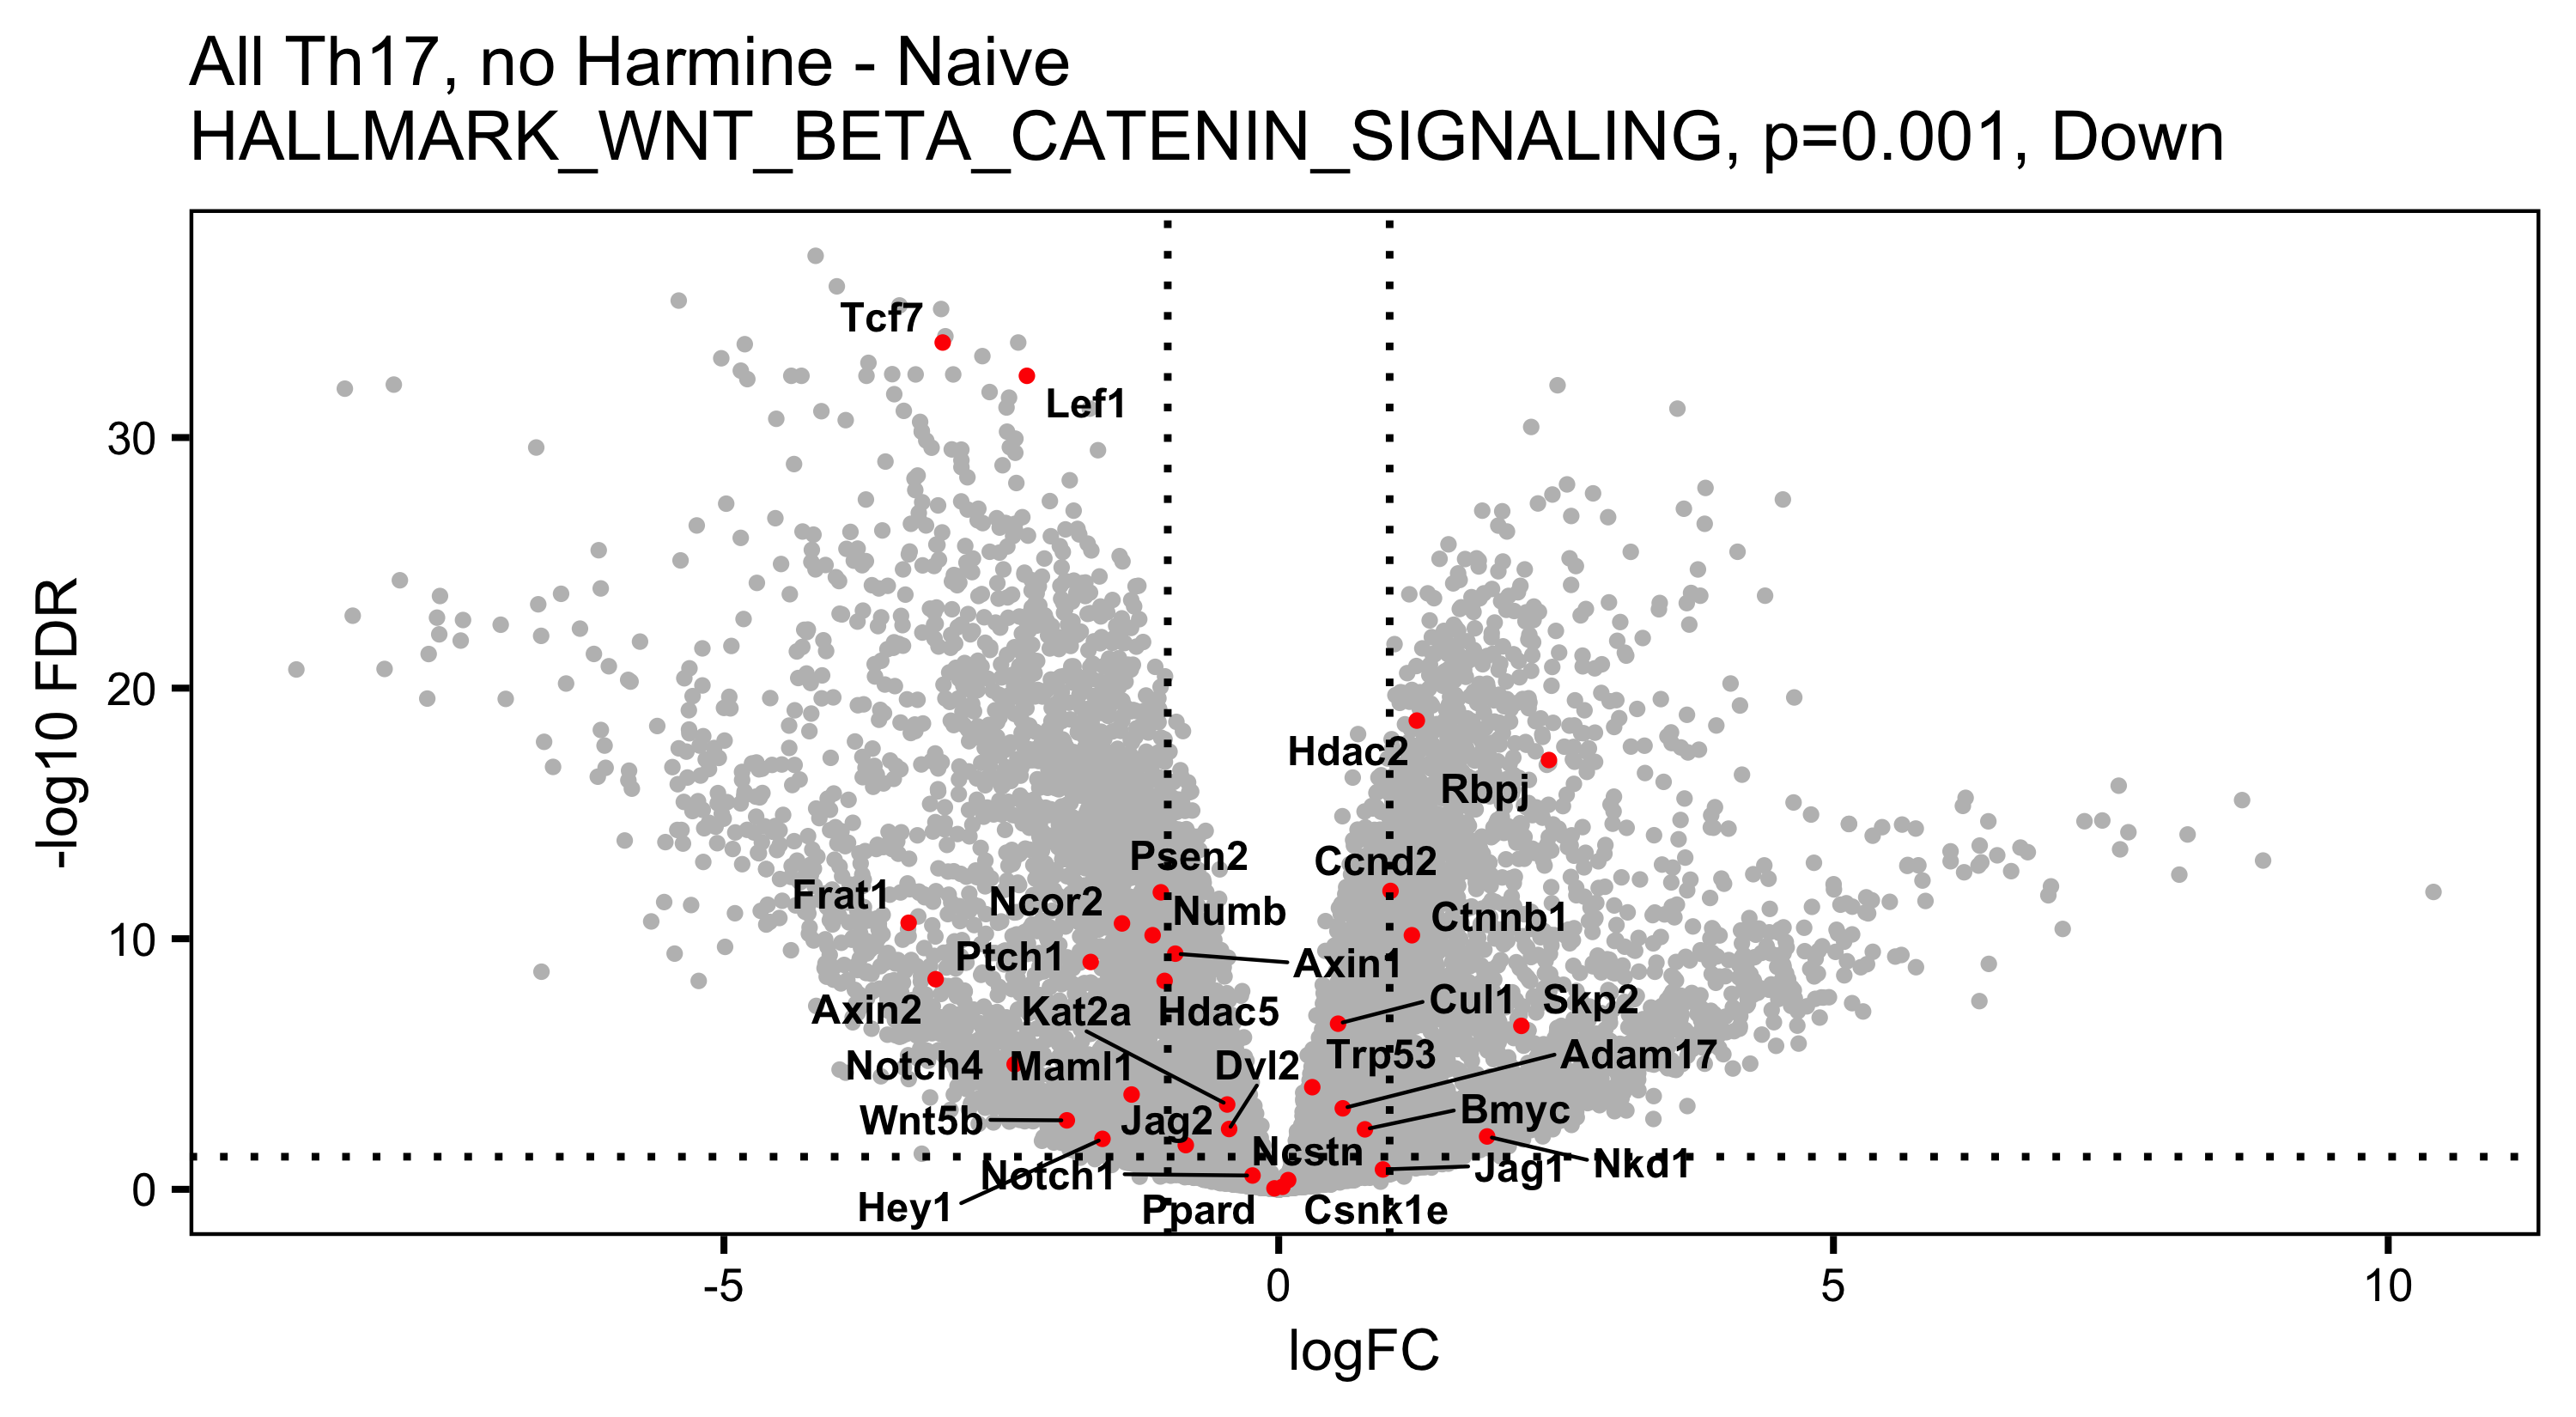 All Th17, no Harmine - Naive
HALLMARK_WNT_BETA_CATENIN_SIGNALING, p=0.001, Down
-log10 FDR
30
20
10
0
Tcf7
Lef1
Hdac2
Rbpj
Psen2
Ccnd2
Frat1
Ncor2
Numb
Ctnnb1
Ptch1
Axin1
Axin2
Kat2a
Hdac5
Cul1
Skp2
Notch4
Maml1
Dvl2
Trp53
Adam17
Wnt5b
Jag2
Bmyc
Ncstn
Notch1
Jag1
Nkd1
Hey1
Ppard
Csnk1e
-5
0
5
10
logFC